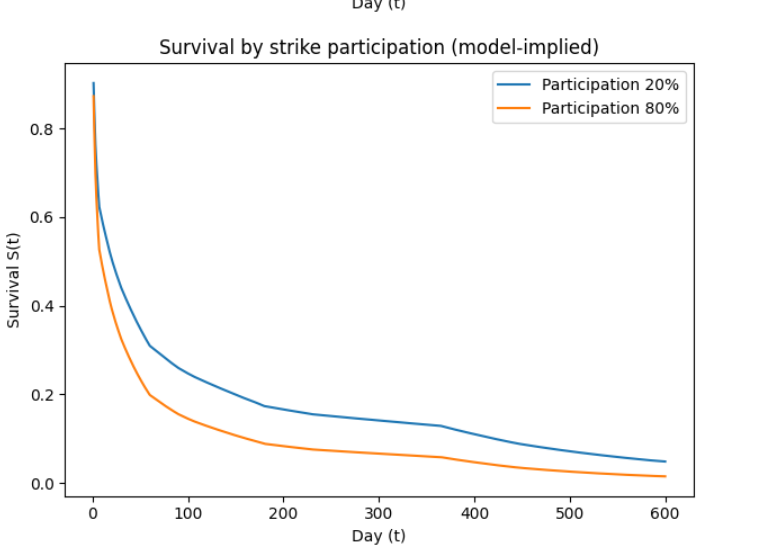 Day (t)
Survival by strike participation (model-implied)
Participation 20%
Participation 80%
0.8
0.6
0.4
0.2
0.0
Survival S(t)
0 100 200 300 400 500 600
Day (t)